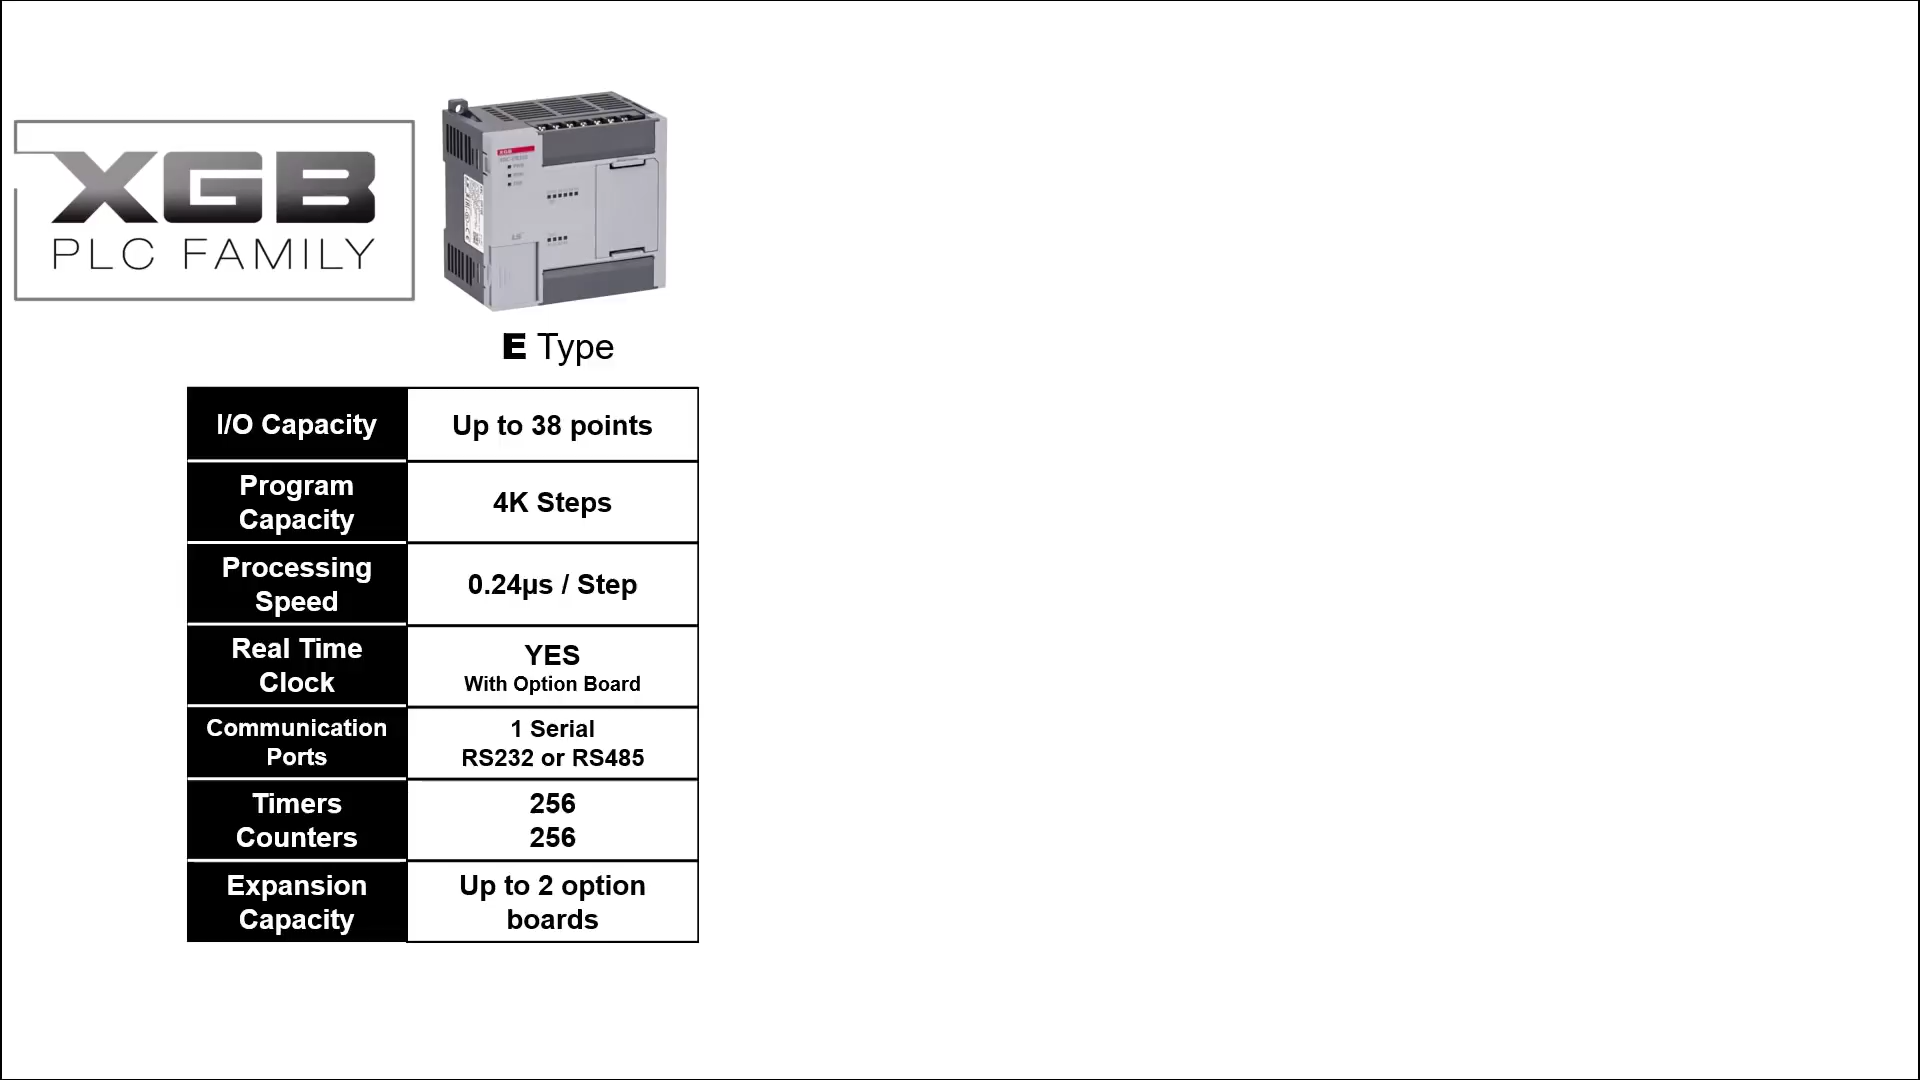 XGB
PLC FAMILY
E Type
I/O Capacity
Up to 38 points
Program
Capacity
4K Steps
Processing
Speed
0.24µs / Step
Real Time
Clock
YES
With Option Board
Communication
Ports
1 Serial
RS232 or RS485
Timers
Counters
256
256
Expansion
Capacity
Up to 2 option
boards